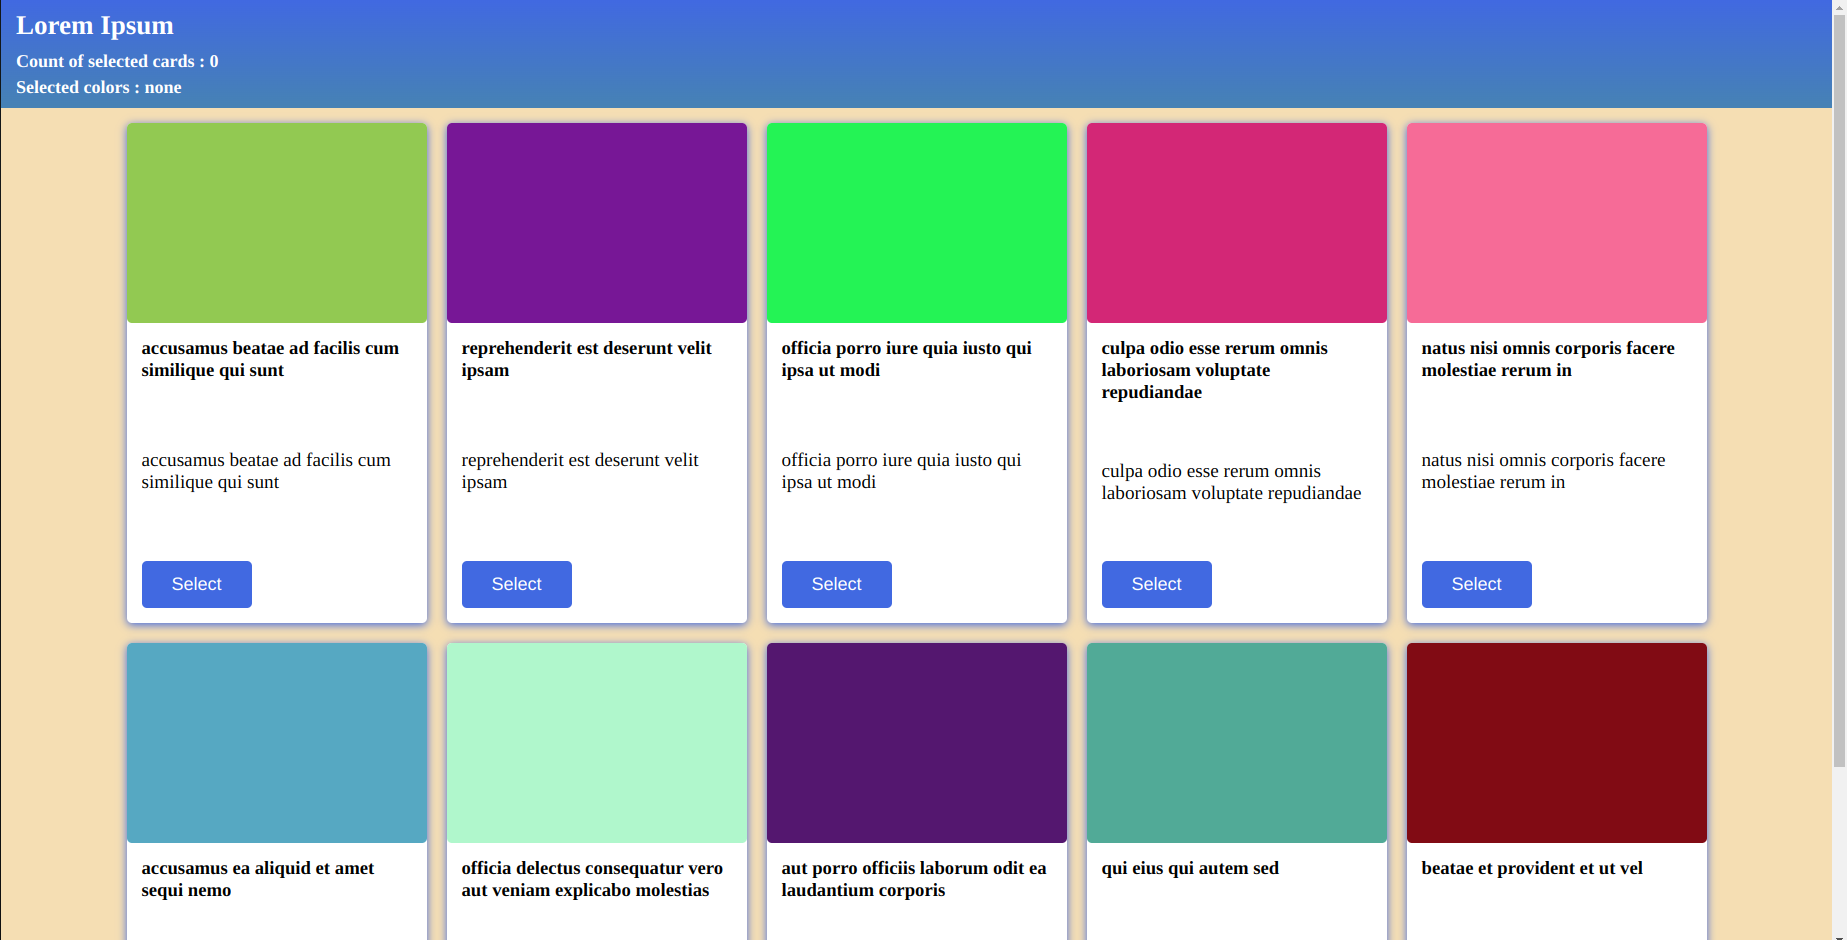 Lorem Ipsum
Count of selected cards : 0
Selected colors : none
accusamus beatae ad facilis cum
similique qui sunt
accusamus beatae ad facilis cum
similique qui sunt
Select
reprehenderit est deserunt velit
ipsam
reprehenderit est deserunt velit
ipsam
Select
officia porro iure quia iusto qui
ipsa ut modi
officia porro iure quia iusto qui
ipsa ut modi
Select
culpa odio esse rerum omnis
laboriosam voluptate
repudiandae
culpa odio esse rerum omnis
laboriosam voluptate repudiandae
Select
natus nisi omnis corporis facere
molestiae rerum in
natus nisi omnis corporis facere
molestiae rerum in
Select
accusamus ea aliquid et amet
sequi nemo
officia delectus consequatur vero
aut veniam explicabo molestias
aut porro officiis laborum odit ea
laudantium corporis
qui eius qui autem sed
beatae et provident et ut vel